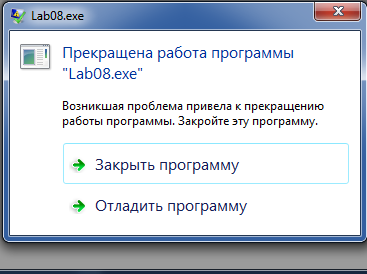 Lab08.exe
Прекращена работа программы
"Lab08.exe"
Возникшая проблема привела к прекращению
работы программы. Закройте эту программу.
Закрыть программу
Отладить программу